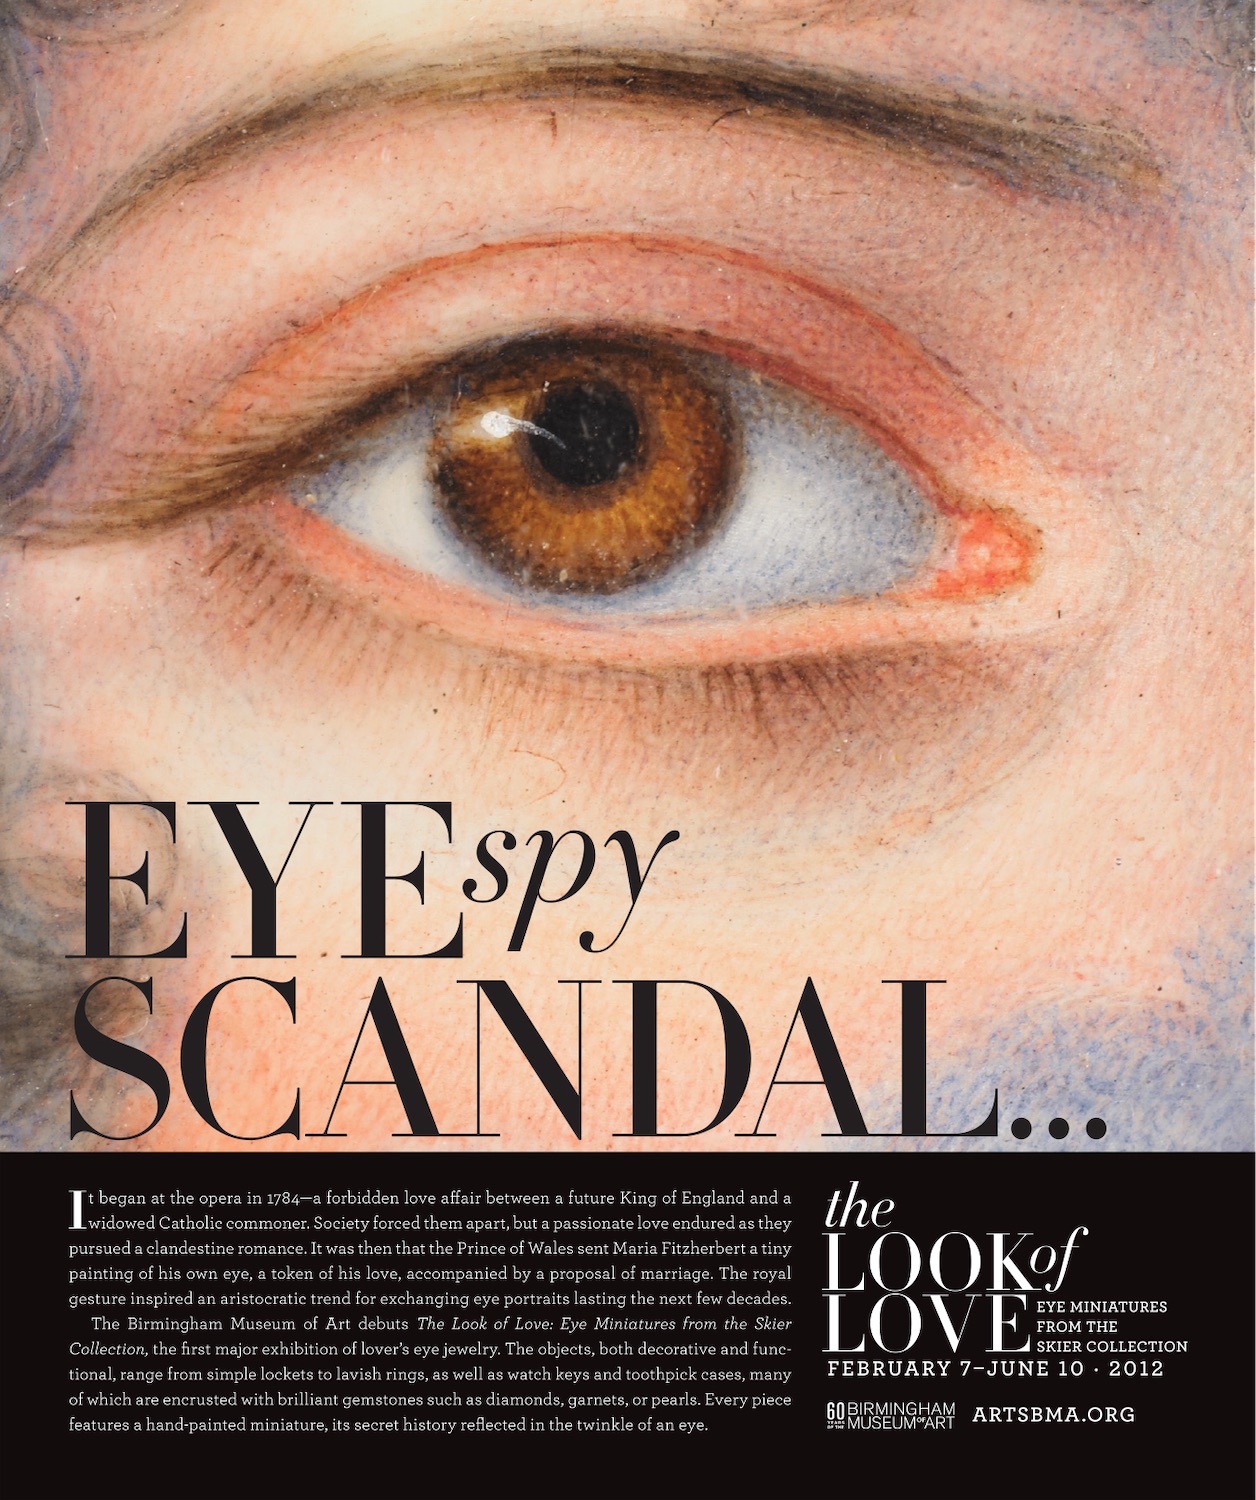 EYE spy
SCANDAL...
It began at the opera in 1784—a forbidden love affair between a future King of England and a
widowed Catholic commoner. Society forced them apart, but a passionate love endured as they
pursued a clandestine romance. It was then that the Prince of Wales sent Maria Fitzherbert a tiny
painting of his own eye, a token of his love, accompanied by a proposal of marriage. The royal
gesture inspired an aristocratic trend for exchanging eye portraits lasting the next few decades.
The Birmingham Museum of Art debuts The Look of Love: Eye Miniatures from the Skier
Collection, the first major exhibition of lover's eye jewelry. The objects, both decorative and func-
tional, range from simple lockets to lavish rings, as well as watch keys and toothpick cases, many
of which are encrusted with brilliant gemstones such as diamonds, garnets, or pearls. Every piece
features a hand-painted miniature, its secret history reflected in the twinkle of an eye.
the
LOOK of
LOVE
EYE MINIATURES
FROM THE
SKIER COLLECTION
FEBRUARY 7–JUNE 10 · 2012
60 YEARS OF THE
BIRMINGHAM
MUSEUM OF ART
ARTSBMA.ORG